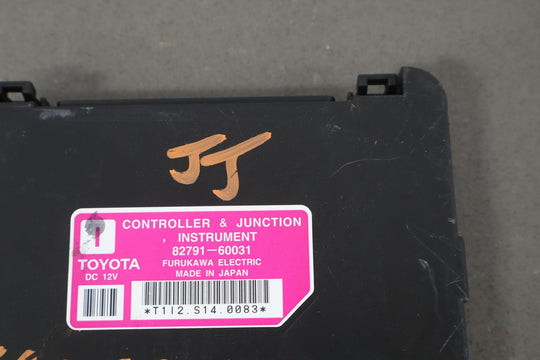 JJ
I
CONTROLLER & JUNCTION
, INSTRUMENT
82791-60031
TOYOTA
FURUKAWA ELECTRIC
DC 12V
MADE IN JAPAN
*T1I2.S14.0083*